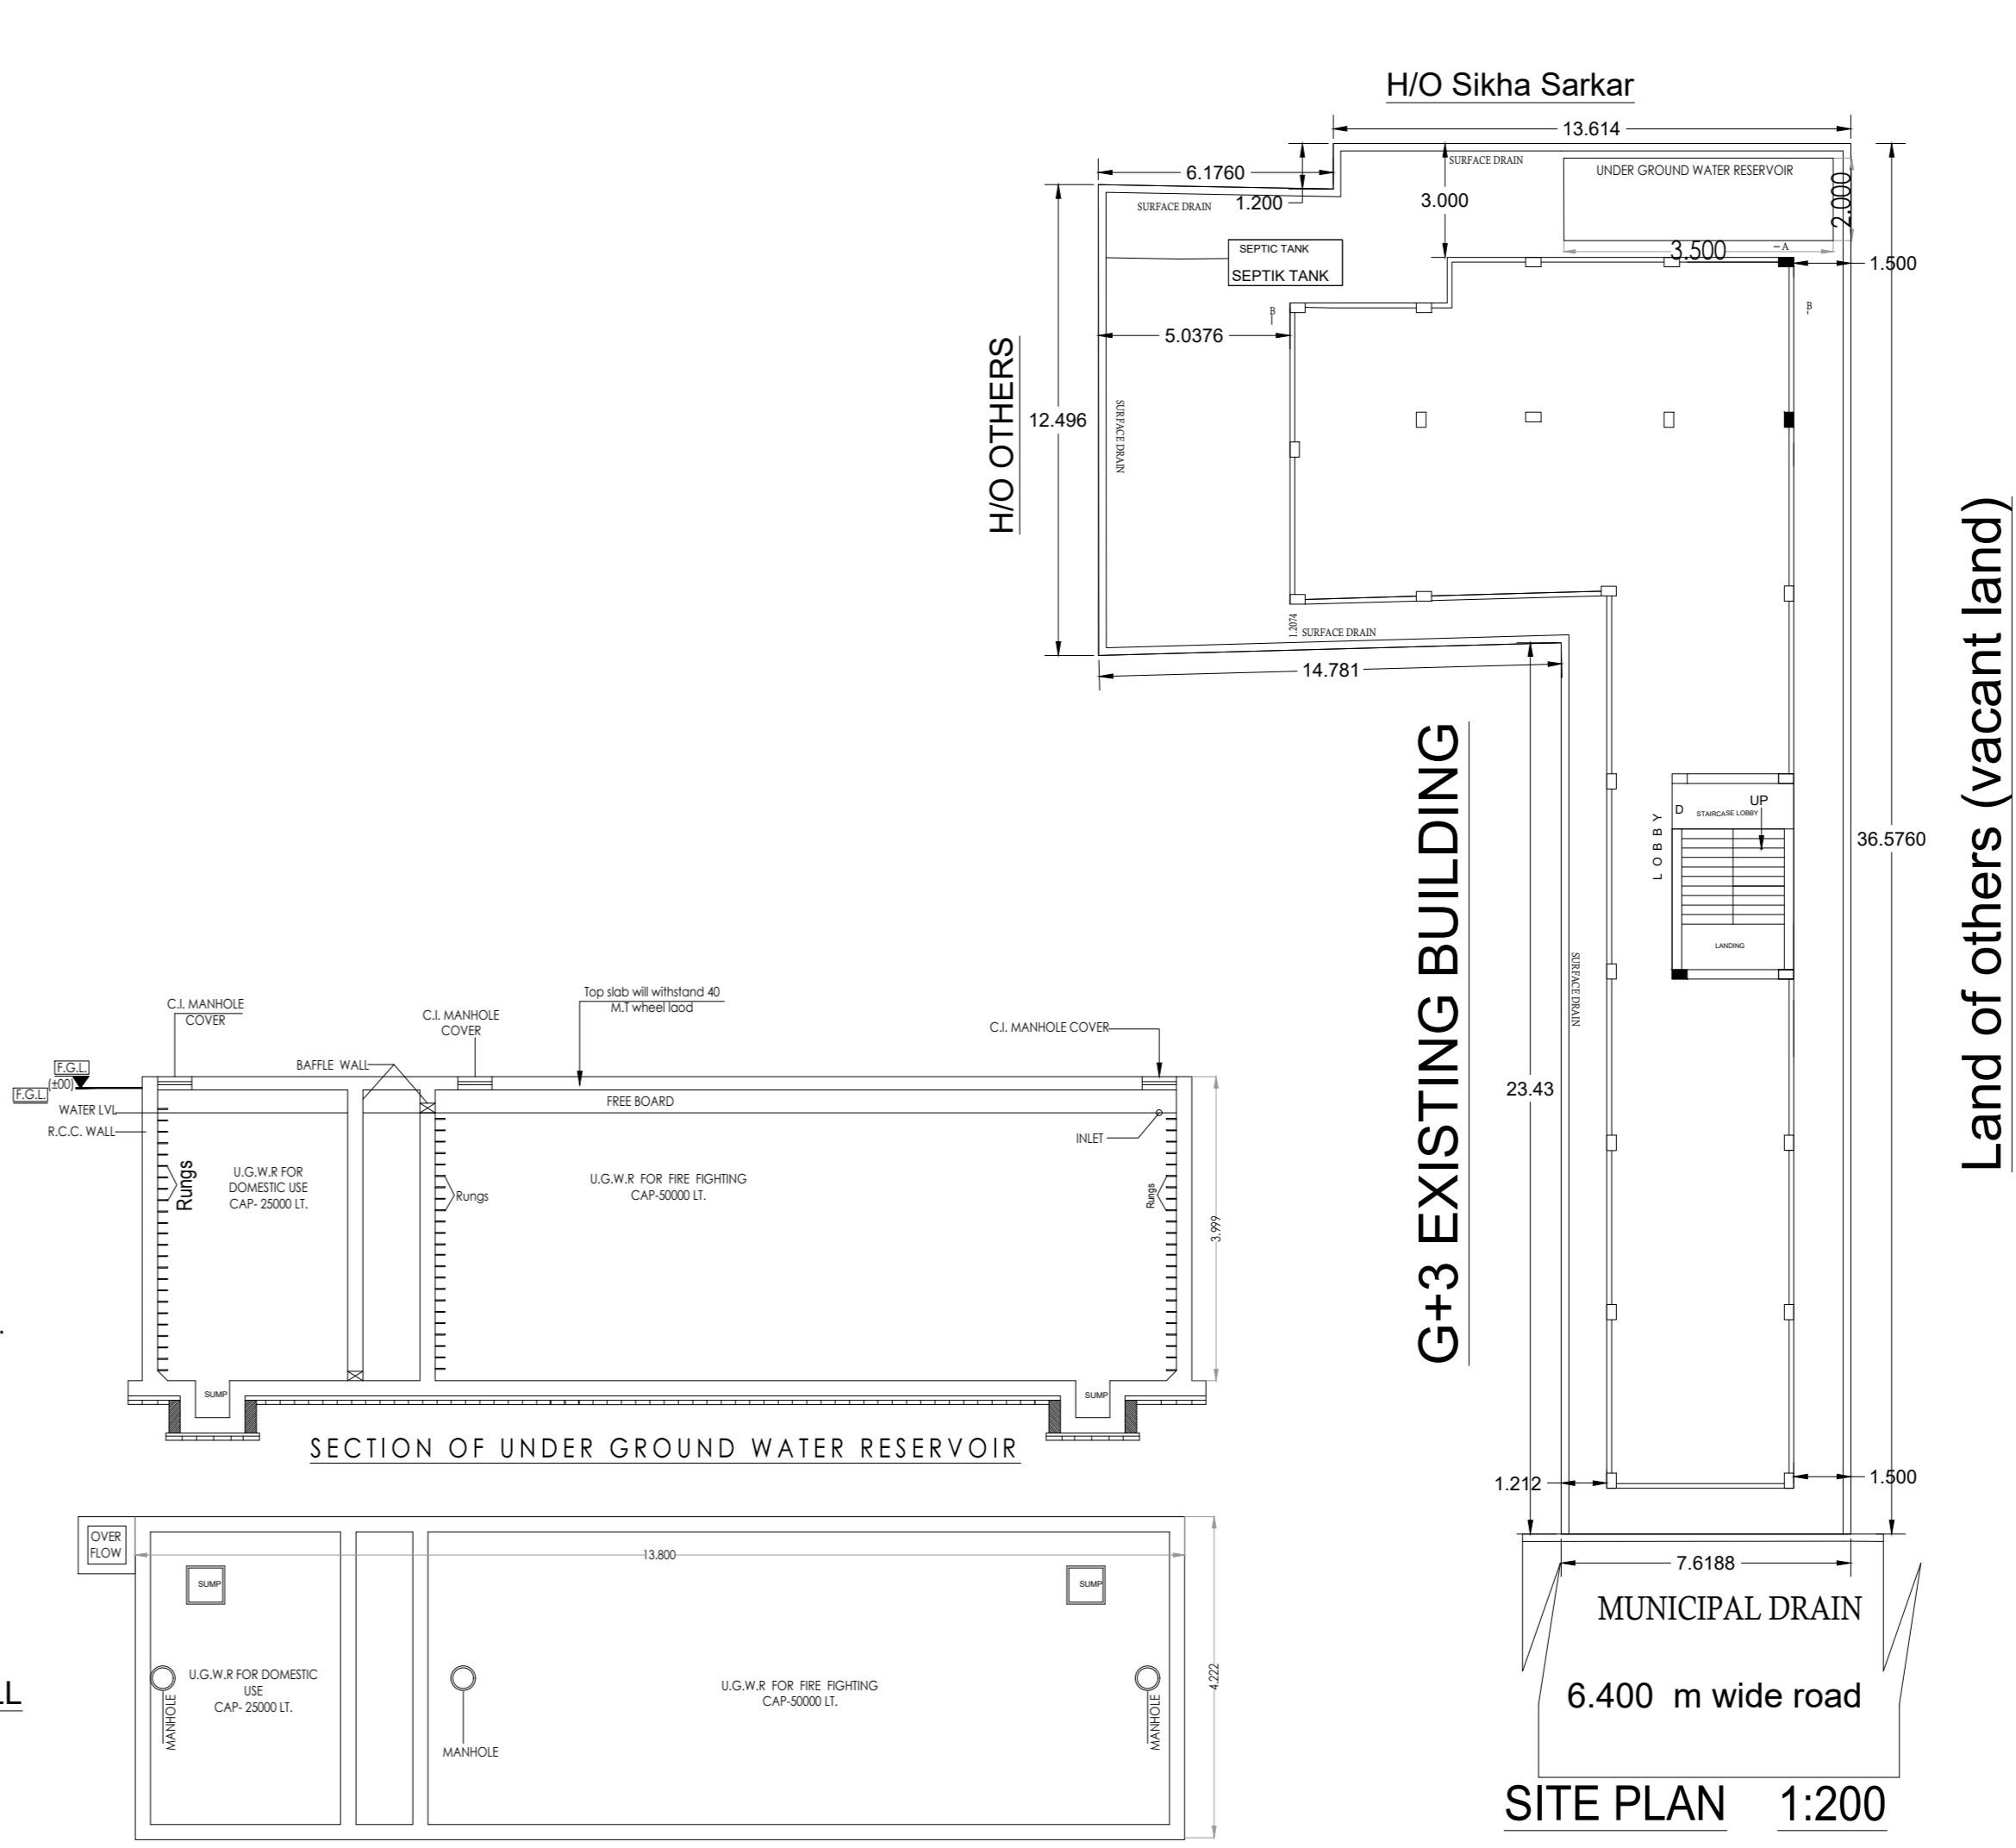 H/O Sikha Sarkar
13.614
6.1760
1.200
3.000
SURFACE DRAIN
SURFACE DRAIN
UNDER GROUND WATER RESERVOIR
2.000
3.500
A
1.500
SEPTIC TANK
SEPTIK TANK
B
B
5.0376
H/O OTHERS
12.496
SURFACE DRAIN
1.2074
SURFACE DRAIN
14.781
G+3 EXISTING BUILDING
23.43
SURFACE DRAIN
LOBBY
D
STAIRCASE LOBBY
UP
LANDING
36.5760
Land of others (vacant land)
1.212
1.500
7.6188
MUNICIPAL DRAIN
6.400 m wide road
SITE PLAN 1:200
C.I. MANHOLE
COVER
C.I. MANHOLE
COVER
Top slab will withstand 40
M.T wheel laod
C.I. MANHOLE COVER
BAFFLE WALL
F.G.L.
(±00)
F.G.L.
WATER LVL
R.C.C. WALL
FREE BOARD
INLET
Rungs
U.G.W.R FOR
DOMESTIC USE
CAP- 25000 LT.
Rungs
U.G.W.R FOR FIRE FIGHTING
CAP-50000 LT.
Rungs
3.999
SUMP
SUMP
SECTION OF UNDER GROUND WATER RESERVOIR
OVER
FLOW
13.800
SUMP
SUMP
U.G.W.R FOR DOMESTIC
USE
CAP- 25000 LT.
MANHOLE
MANHOLE
U.G.W.R FOR FIRE FIGHTING
CAP-50000 LT.
MANHOLE
4.222